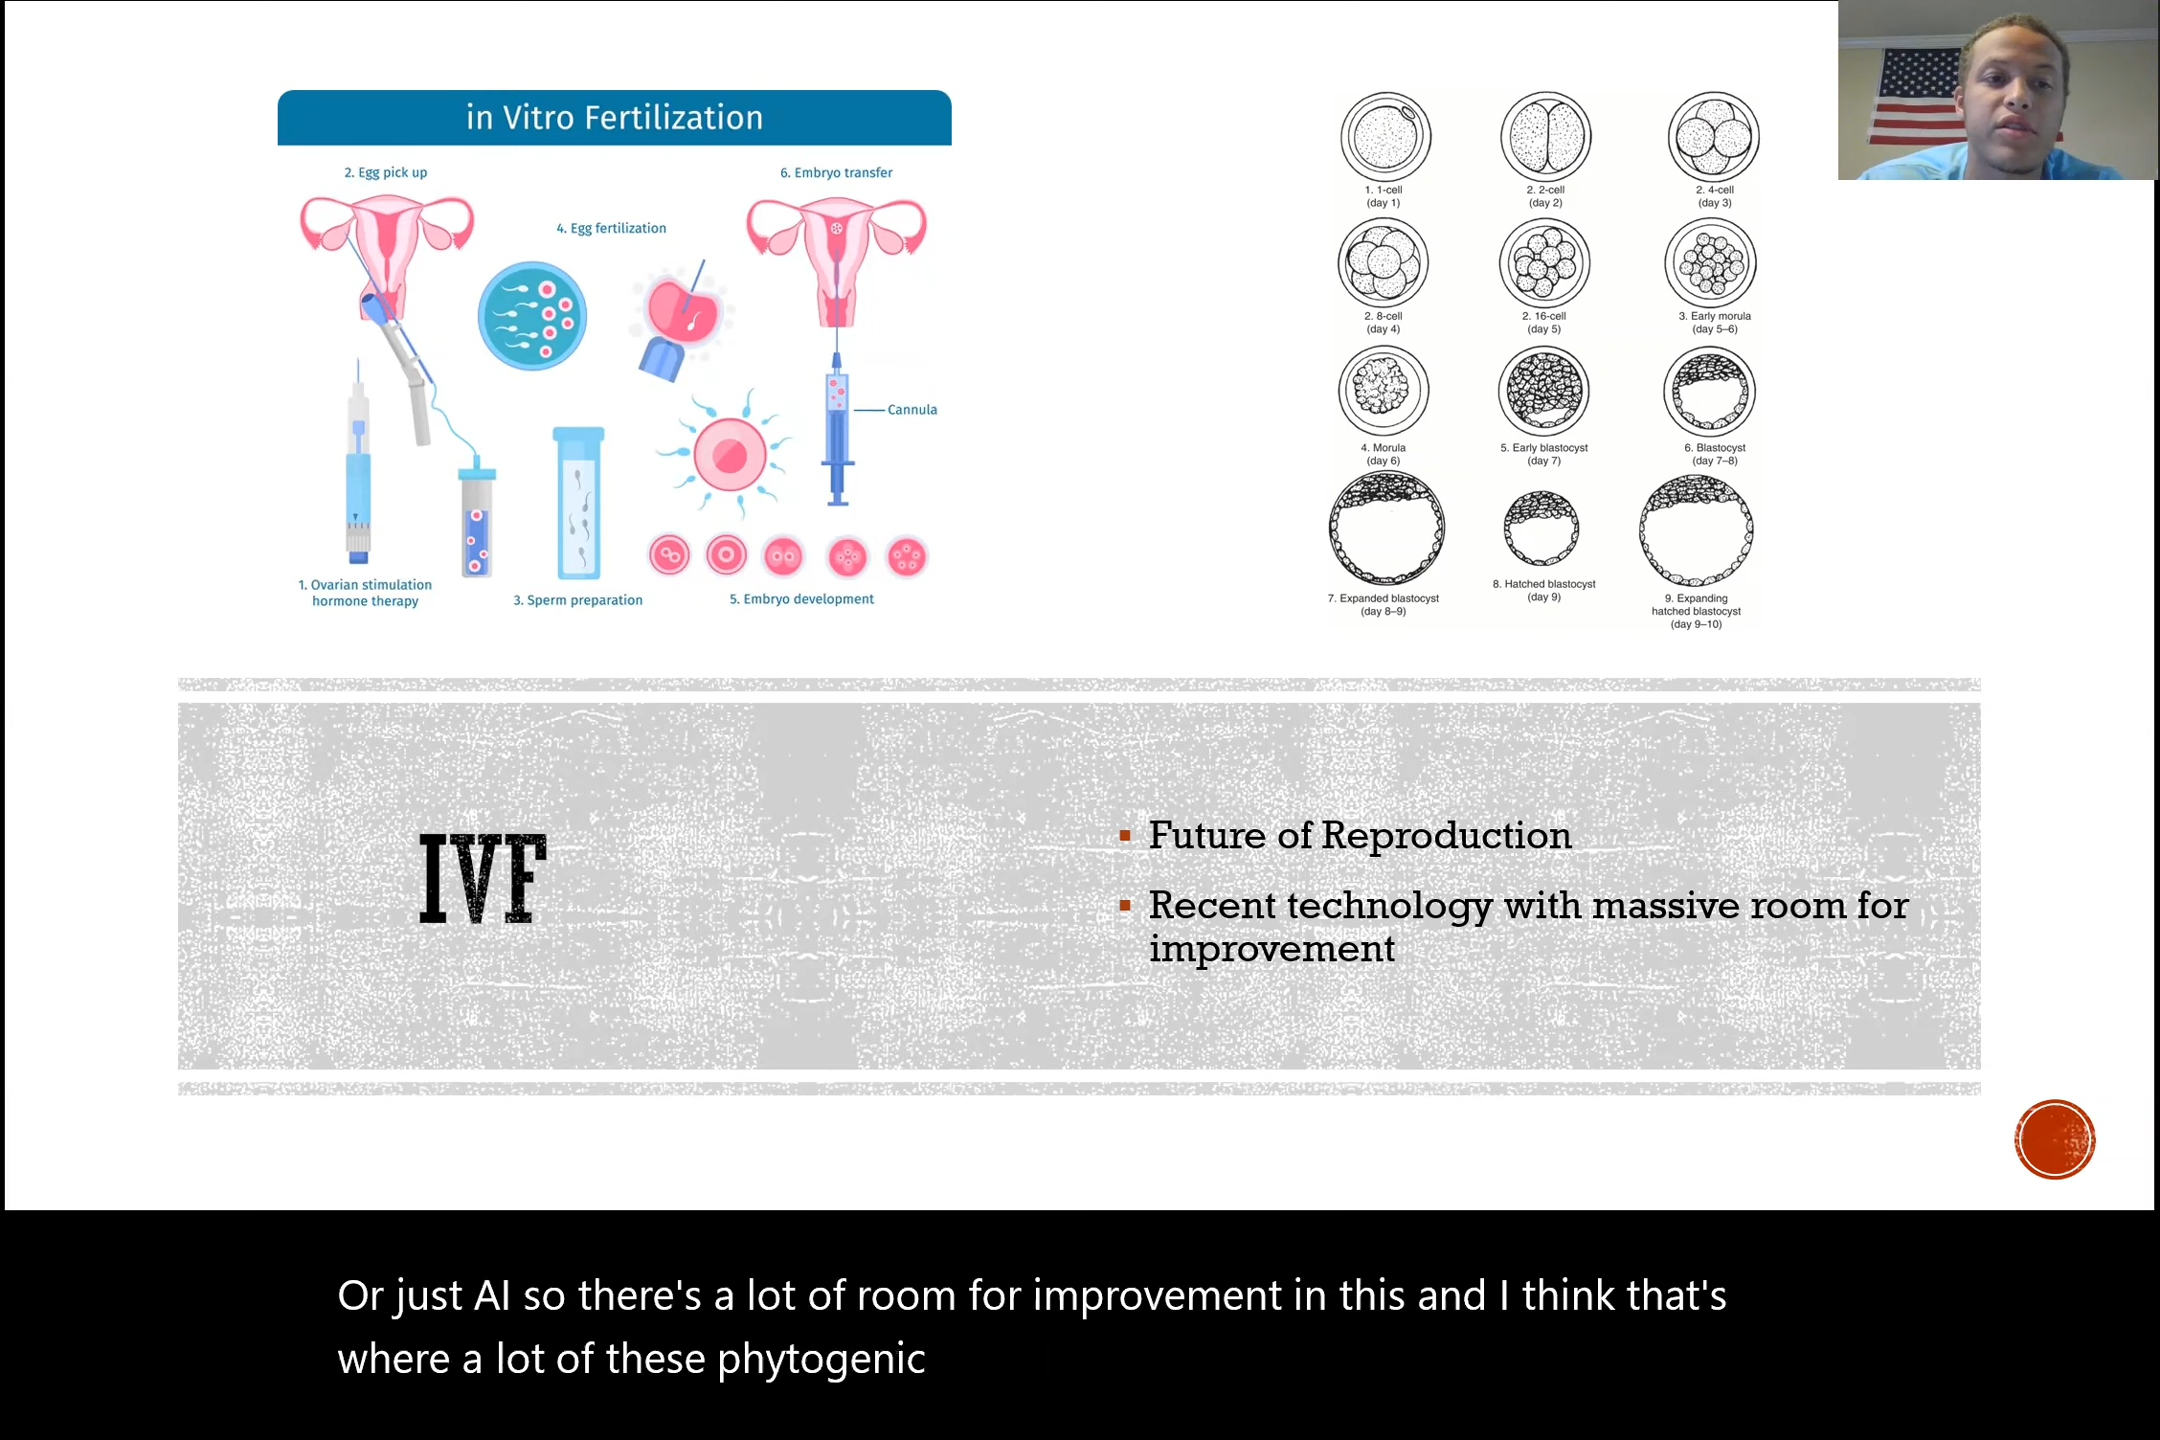 in Vitro Fertilization
2. Egg pick up
6. Embryo transfer
4. Egg fertilization
Cannula
1. Ovarian stimulation
hormone therapy
3. Sperm preparation
5. Embryo development
1. 1-cell
(day 1)
2. 2-cell
(day 2)
2. 4-cell
(day 3)
2. 8-cell
(day 4)
2. 16-cell
(day 5)
3. Early morula
(day 5–6)
4. Morula
(day 6)
5. Early blastocyst
(day 7)
6. Blastocyst
(day 7–8)
7. Expanded blastocyst
(day 8–9)
8. Hatched blastocyst
(day 9)
9. Expanding
hatched blastocyst
(day 9–10)
IVF
Future of Reproduction
Recent technology with massive room for
improvement
Or just AI so there's a lot of room for improvement in this and I think that's
where a lot of these phytogenic